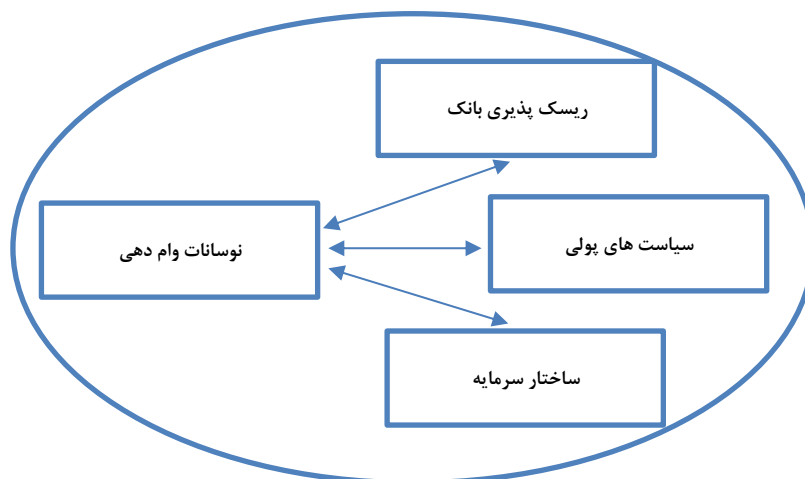 ریسک پذیری بانک
سیاست های پولی
نوسانات وام دهی
ساختار سرمایه